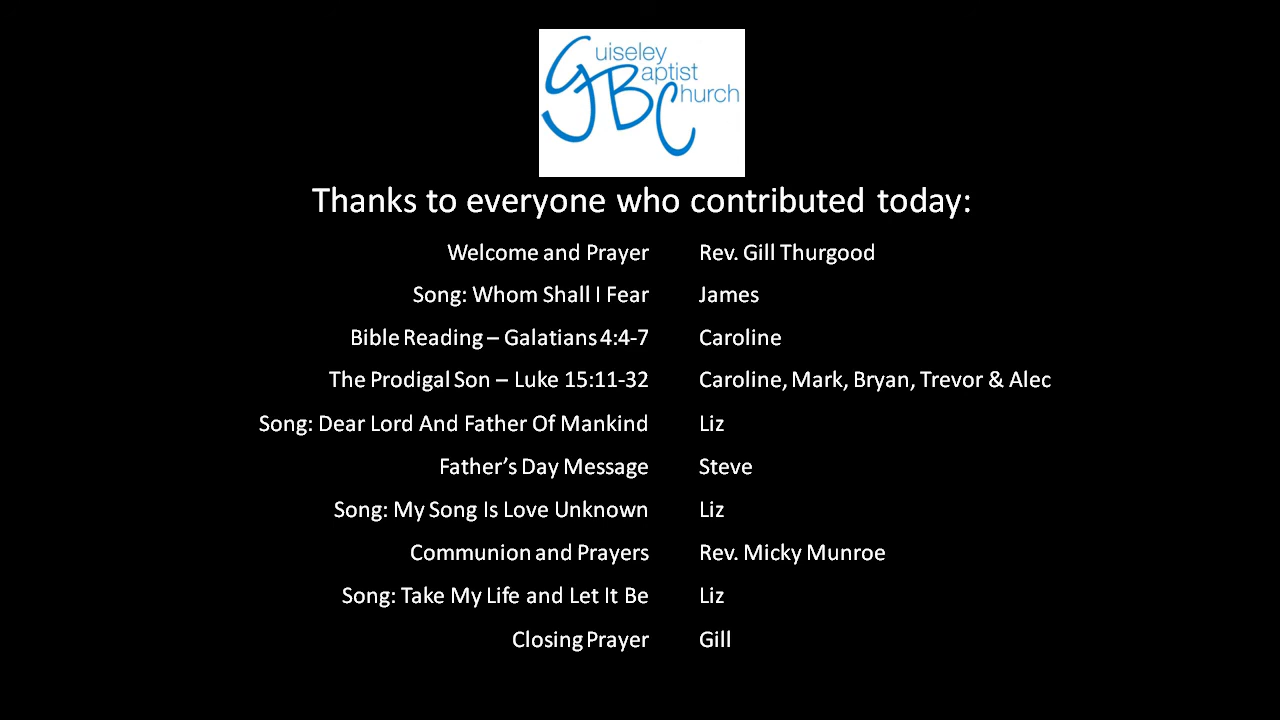 Guiseley
Baptist
Church
Thanks to everyone who contributed today:
Welcome and Prayer Rev. Gill Thurgood
Song: Whom Shall I Fear James
Bible Reading – Galatians 4:4-7 Caroline
The Prodigal Son – Luke 15:11-32 Caroline, Mark, Bryan, Trevor & Alec
Song: Dear Lord And Father Of Mankind Liz
Father’s Day Message Steve
Song: My Song Is Love Unknown Liz
Communion and Prayers Rev. Micky Munroe
Song: Take My Life and Let It Be Liz
Closing Prayer Gill